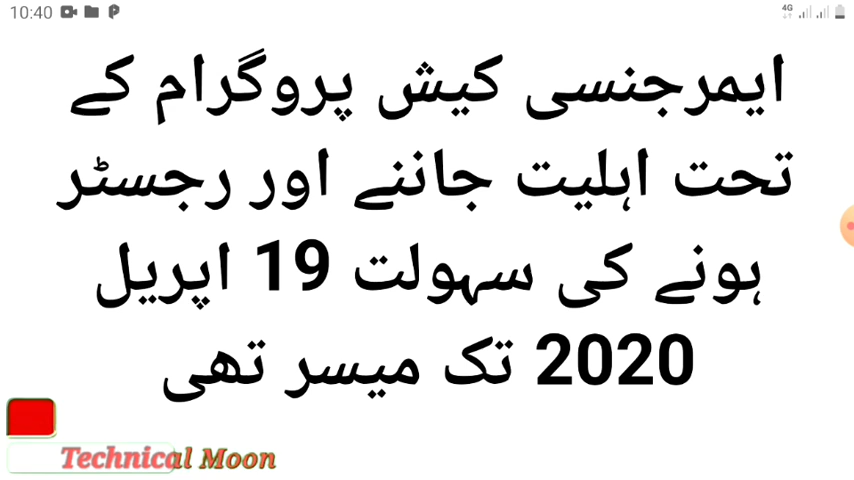 10:40
4G
ایمرجنسی کیش پروگرام کے
تحت اہلیت جاننے اور رجسٹر
ہونے کی سہولت 19 اپریل
2020 تک میسر تھی
Technical Moon